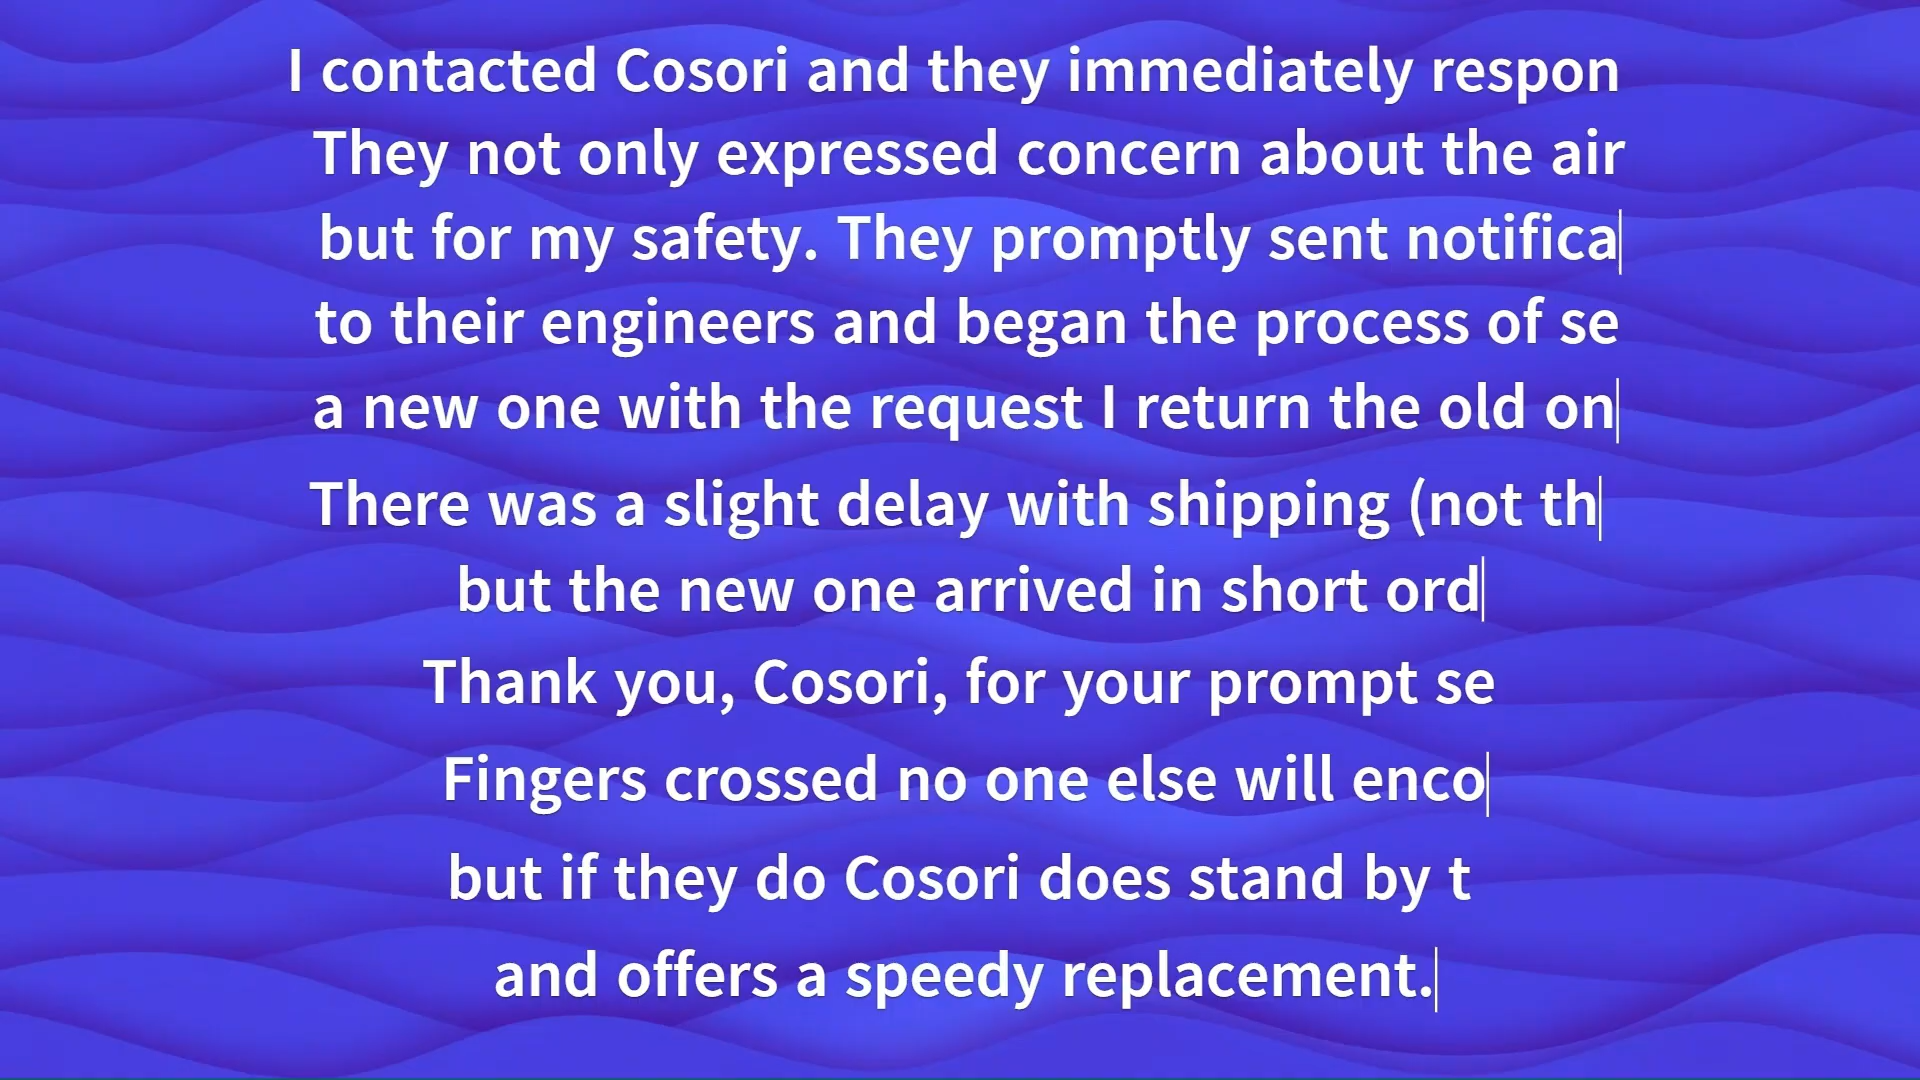 I contacted Cosori and they immediately respon
They not only expressed concern about the air
but for my safety. They promptly sent notifica
to their engineers and began the process of se
a new one with the request I return the old on
There was a slight delay with shipping (not th
but the new one arrived in short ord
Thank you, Cosori, for your prompt se
Fingers crossed no one else will enco
but if they do Cosori does stand by t
and offers a speedy replacement.